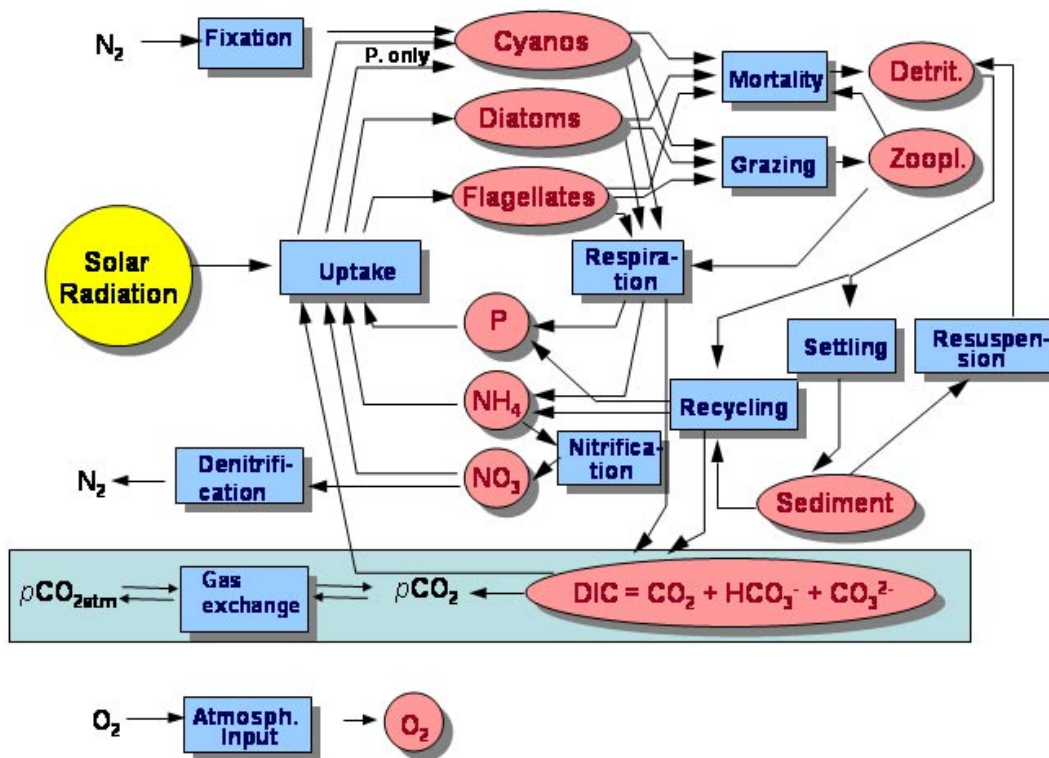 N₂
Fixation
Cyanos
P. only
Mortality
Detrit.
Diatoms
Grazing
Zoopl.
Flagellates
Solar
Radiation
Uptake
Respira-
tion
P
Settling
Resuspen-
sion
NH₄
Recycling
Nitrifica-
tion
N₂
Denitrifi-
cation
NO₃
Sediment
pCO₂atm
Gas
exchange
pCO₂
DIC = CO₂ + HCO₃⁻ + CO₃²⁻
O₂
Atmosph.
Input
O₂